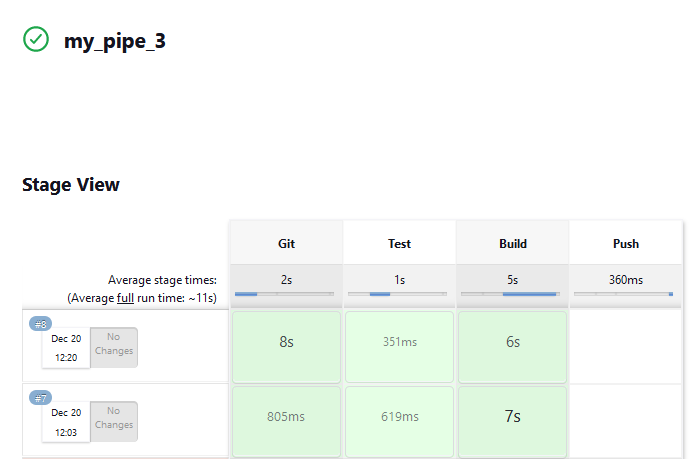 my_pipe_3
Stage View
Git Test Build Push
Average stage times: 2s 1s 5s 360ms
(Average full run time: ~11s)
#8
Dec 20 No
12:20 Changes
8s 351ms 6s
#7
Dec 20 No
12:03 Changes
805ms 619ms 7s